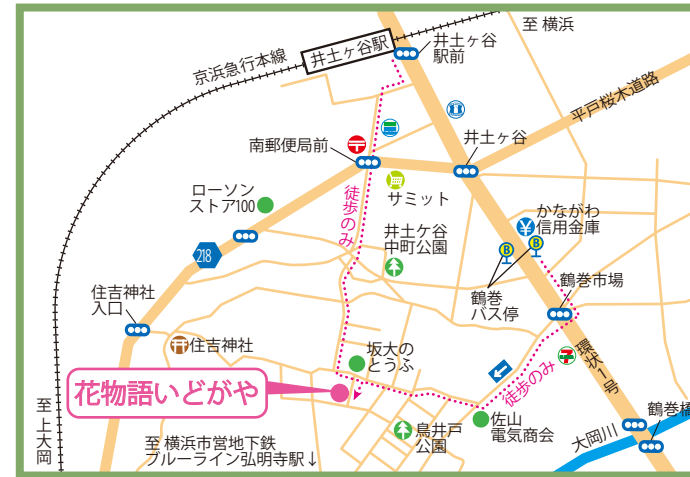 至 横浜
井土ヶ谷駅
井土ヶ谷
駅前
京浜急行本線
平戸桜木道路
南郵便局前
井土ヶ谷
ローソン
ストア100
徒歩のみ
サミット
かながわ
信用金庫
井土ケ谷
中町公園
218
B
B
鶴巻
バス停
鶴巻市場
住吉神社
入口
住吉神社
坂大の
とうふ
環状1号
徒歩のみ
花物語いどがや
至 上大岡
鳥井戸
公園
佐山
電気商会
鶴巻橋
大岡川
至 横浜市営地下鉄
ブルーライン弘明寺駅↓